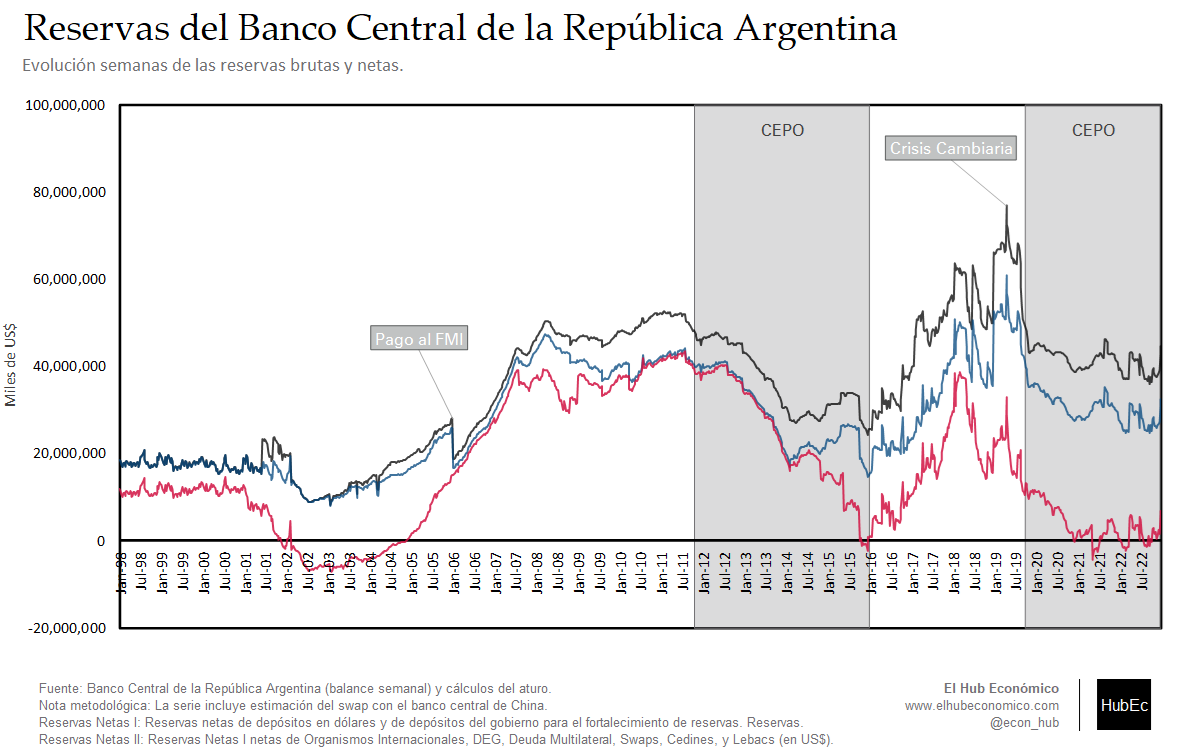 Reservas del Banco Central de la República Argentina
Evolución semanas de las reservas brutas y netas.
100,000,000
80,000,000
60,000,000
40,000,000
20,000,000
0
-20,000,000
Miles de US$
CEPO
CEPO
Crisis Cambiaria
Pago al FMI
Jan-98
Jul-98
Jan-99
Jul-99
Jan-00
Jul-00
Jan-01
Jul-01
Jan-02
Jul-02
Jan-03
Jul-03
Jan-04
Jul-04
Jan-05
Jul-05
Jan-06
Jul-06
Jan-07
Jul-07
Jan-08
Jul-08
Jan-09
Jul-09
Jan-10
Jul-10
Jan-11
Jul-11
Jan-12
Jul-12
Jan-13
Jul-13
Jan-14
Jul-14
Jan-15
Jul-15
Jan-16
Jul-16
Jan-17
Jul-17
Jan-18
Jul-18
Jan-19
Jul-19
Jan-20
Jul-20
Jan-21
Jul-21
Jan-22
Jul-22
Fuente: Banco Central de la República Argentina (balance semanal) y cálculos del aturo.
Nota metodológica: La serie incluye estimación del swap con el banco central de China.
Reservas Netas I: Reservas netas de depósitos en dólares y de depósitos del gobierno para el fortalecimiento de reservas. Reservas.
Reservas Netas II: Reservas Netas I netas de Organismos Internacionales, DEG, Deuda Multilateral, Swaps, Cedines, y Lebacs (en US$).
El Hub Económico
www.elhubeconomico.com
@econ_hub
HubEc